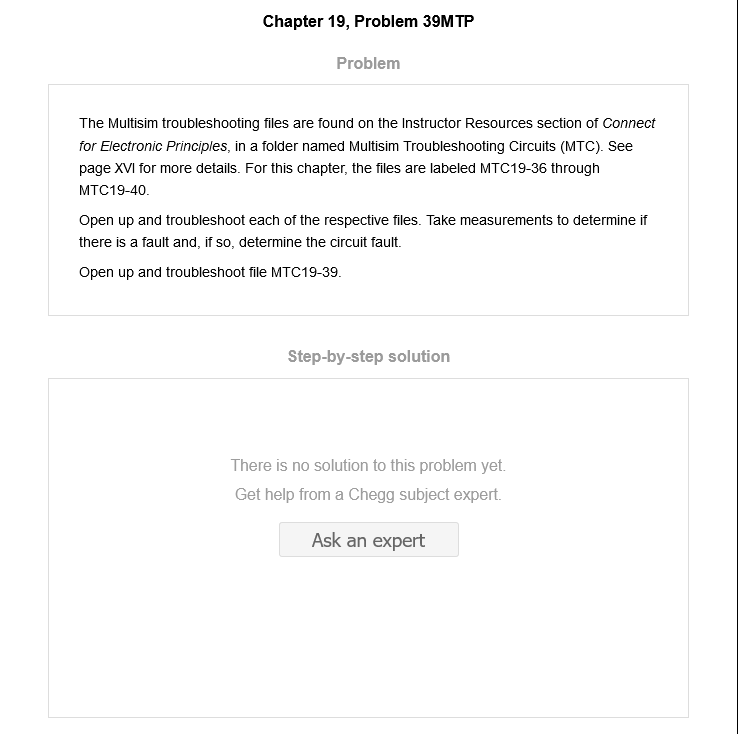 Chapter 19, Problem 39MTP
Problem
The Multisim troubleshooting files are found on the Instructor Resources section of Connect
for Electronic Principles, in a folder named Multisim Troubleshooting Circuits (MTC). See
page XVI for more details. For this chapter, the files are labeled MTC19-36 through
MTC19-40.
Open up and troubleshoot each of the respective files. Take measurements to determine if
there is a fault and, if so, determine the circuit fault.
Open up and troubleshoot file MTC19-39.
Step-by-step solution
There is no solution to this problem yet.
Get help from a Chegg subject expert.
Ask an expert